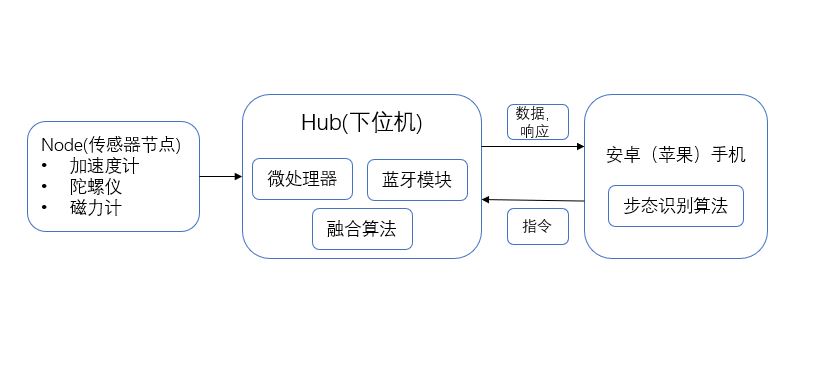 Node(传感器节点)
• 加速度计
• 陀螺仪
• 磁力计
Hub(下位机)
微处理器
蓝牙模块
融合算法
数据,
响应
指令
安卓（苹果）手机
步态识别算法